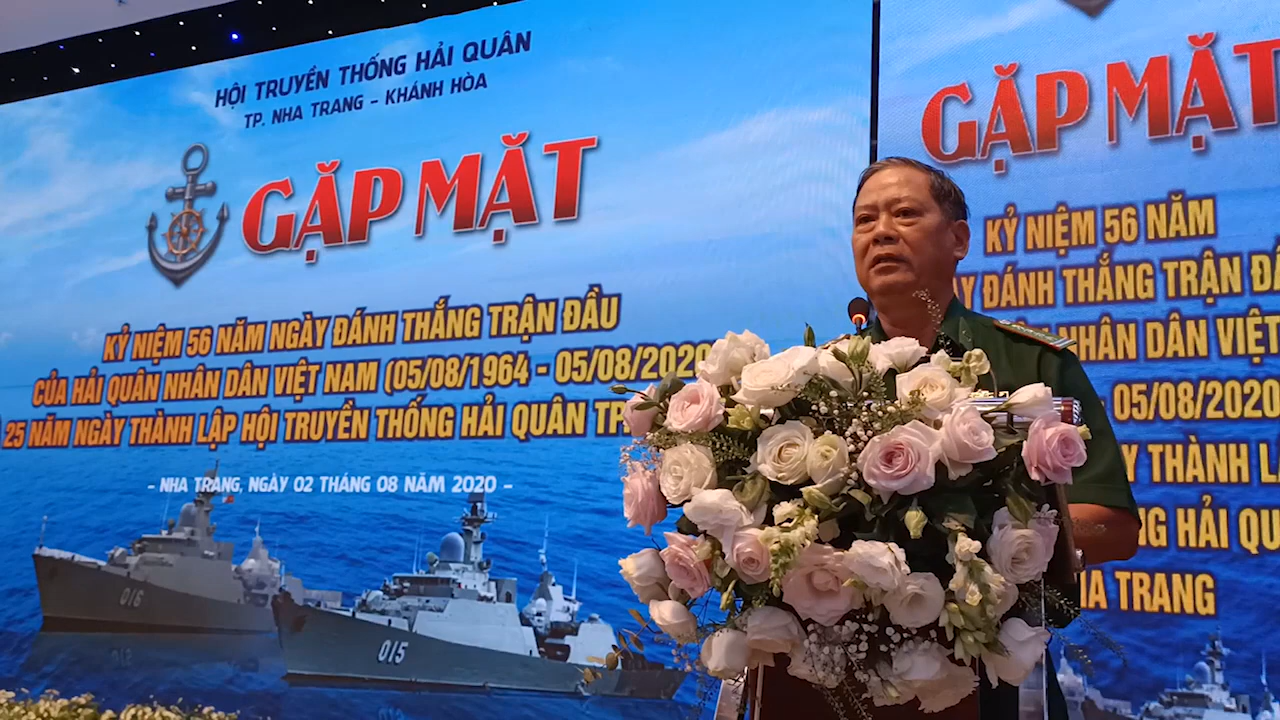 HỘI TRUYỀN THỐNG HẢI QUÂN
TP. NHA TRANG - KHÁNH HÒA
GẶP MẶT
KỶ NIỆM 56 NĂM NGÀY ĐÁNH THẮNG TRẬN ĐẦU
CỦA HẢI QUÂN NHÂN DÂN VIỆT NAM (05/08/1964 - 05/08/2020
25 NĂM NGÀY THÀNH LẬP HỘI TRUYỀN THỐNG HẢI QUÂN TP
- NHA TRANG, NGÀY 02 THÁNG 08 NĂM 2020 -
016
015
GẶP MẶT
KỶ NIỆM 56 NĂM
ĐÁNH THẮNG TRẬN
NHÂN DÂN VIỆT
05/08/2020
THÀNH
HẢI
TRANG